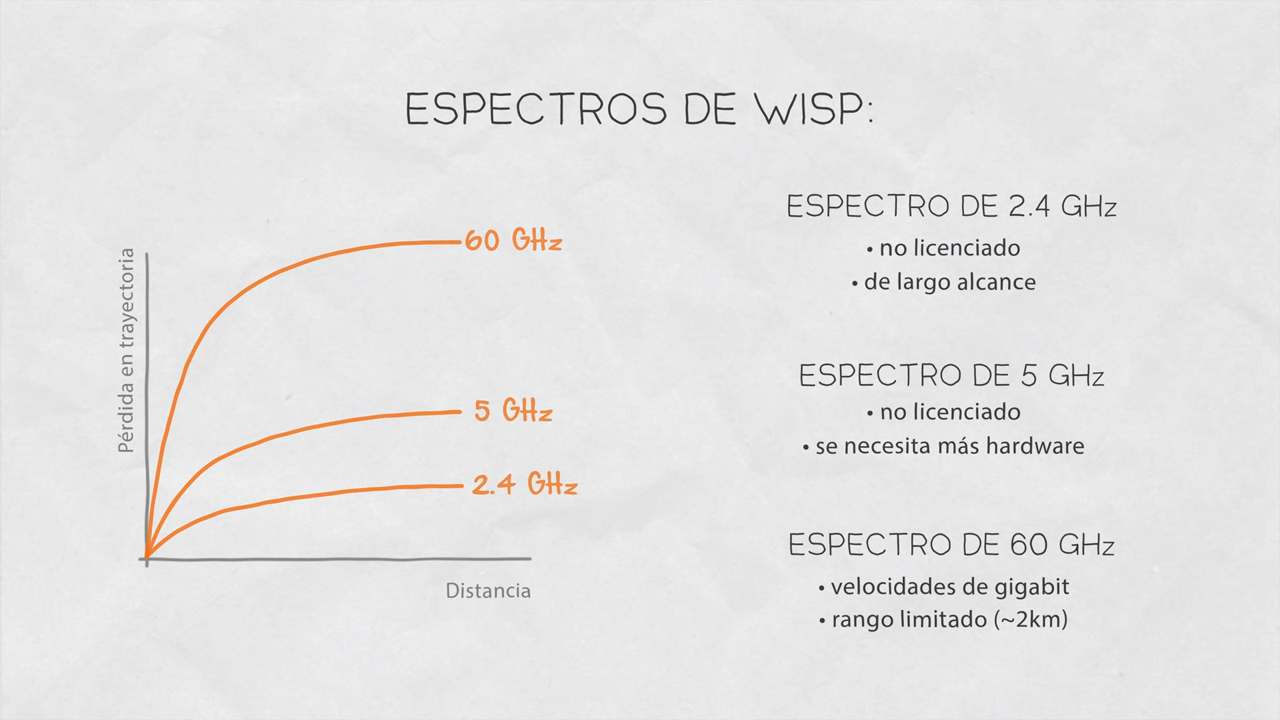 ESPECTROS DE WISP:
Pérdida en trayectoria
60 GHz
5 GHz
2.4 GHz
Distancia
ESPECTRO DE 2.4 GHz
• no licenciado
• de largo alcance
ESPECTRO DE 5 GHz
• no licenciado
• se necesita más hardware
ESPECTRO DE 60 GHz
• velocidades de gigabit
• rango limitado (~2km)